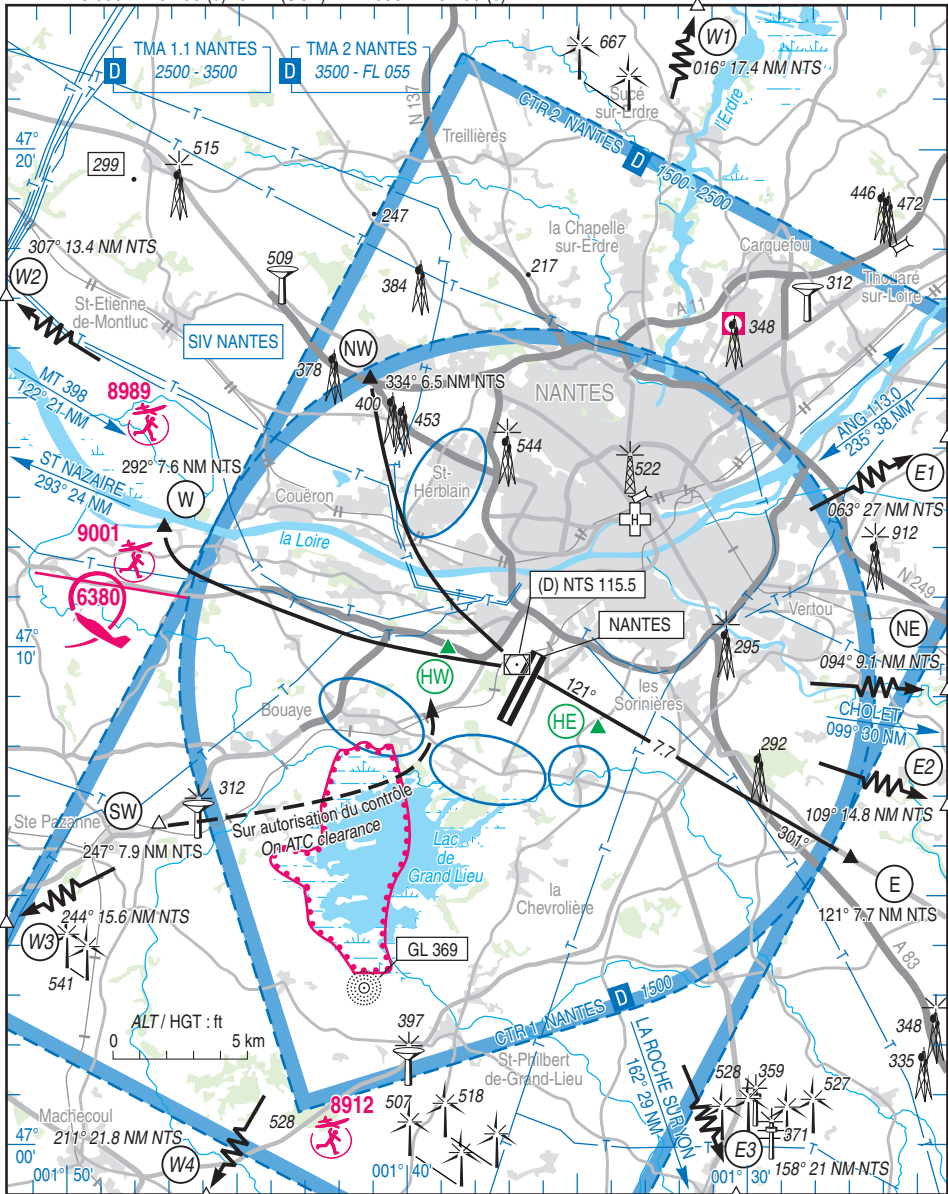 TMA 1.1 NANTES
D
2500 - 3500
TMA 2 NANTES
D
3500 - FL 055
667
W1
016° 17.4 NM NTS
Sucé
sur-Erdre
l'Erdre
N 137
CTR 2 NANTES D 1500-2500
Treillières
47°
20'
299
515
446
472
247
la Chapelle
sur-Erdre
Carquefou
307° 13.4 NM NTS
W2
509
384
217
Thouaré
sur-Loire
312
St-Etienne
de-Montluc
A 11
348
SIV NANTES
NW
378
334° 6.5 NM NTS
MT 398
122° 21 NM
8989
400
453
NANTES
ANG 113.0
235° 38 NM
544
292° 7.6 NM NTS
ST NAZAIRE
293° 24 NM
W
Couëron
St-
Herblain
522
E1
063° 27 NM NTS
H
9001
la Loire
912
6380
(D) NTS 115.5
N 249
NANTES
Vertou
NE
47°
10'
295
094° 9.1 NM NTS
HW
121°
les
Sorinières
Bouaye
HE
CHOLET
099° 30 NM
7.7
292
E2
312
109° 14.8 NM NTS
SW
Ste Pazanne
Sur autorisation du contrôle
On ATC clearance
301°
247° 7.9 NM NTS
Lac
de
Grand Lieu
E
la
Chevrolière
121° 7.7 NM NTS
244° 15.6 NM NTS
W3
541
GL 369
A 83
CTR 1 NANTES D 1500
ALT / HGT : ft
0 5 km
397
348
St-Philbert
de-Grand-Lieu
LA ROCHE SUR YON
162° 29 NM
335
528
359
527
8912
507
518
528
Machecoul
211° 21.8 NM NTS
371
47°
00'
W4
E3
158° 21 NM NTS
001° 50'
001° 40'
001° 30'